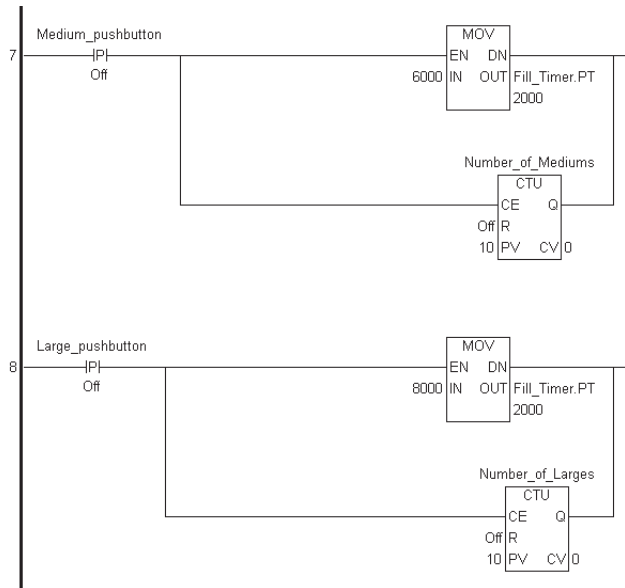 Medium_pushbutton
MOV
7 P EN DN
Off 6000 IN OUT Fill_Timer.PT
2000
Number_of_Mediums
CTU
CE Q
Off R
10 PV CV 0
Large_pushbutton
MOV
8 P EN DN
Off 8000 IN OUT Fill_Timer.PT
2000
Number_of_Larges
CTU
CE Q
Off R
10 PV CV 0